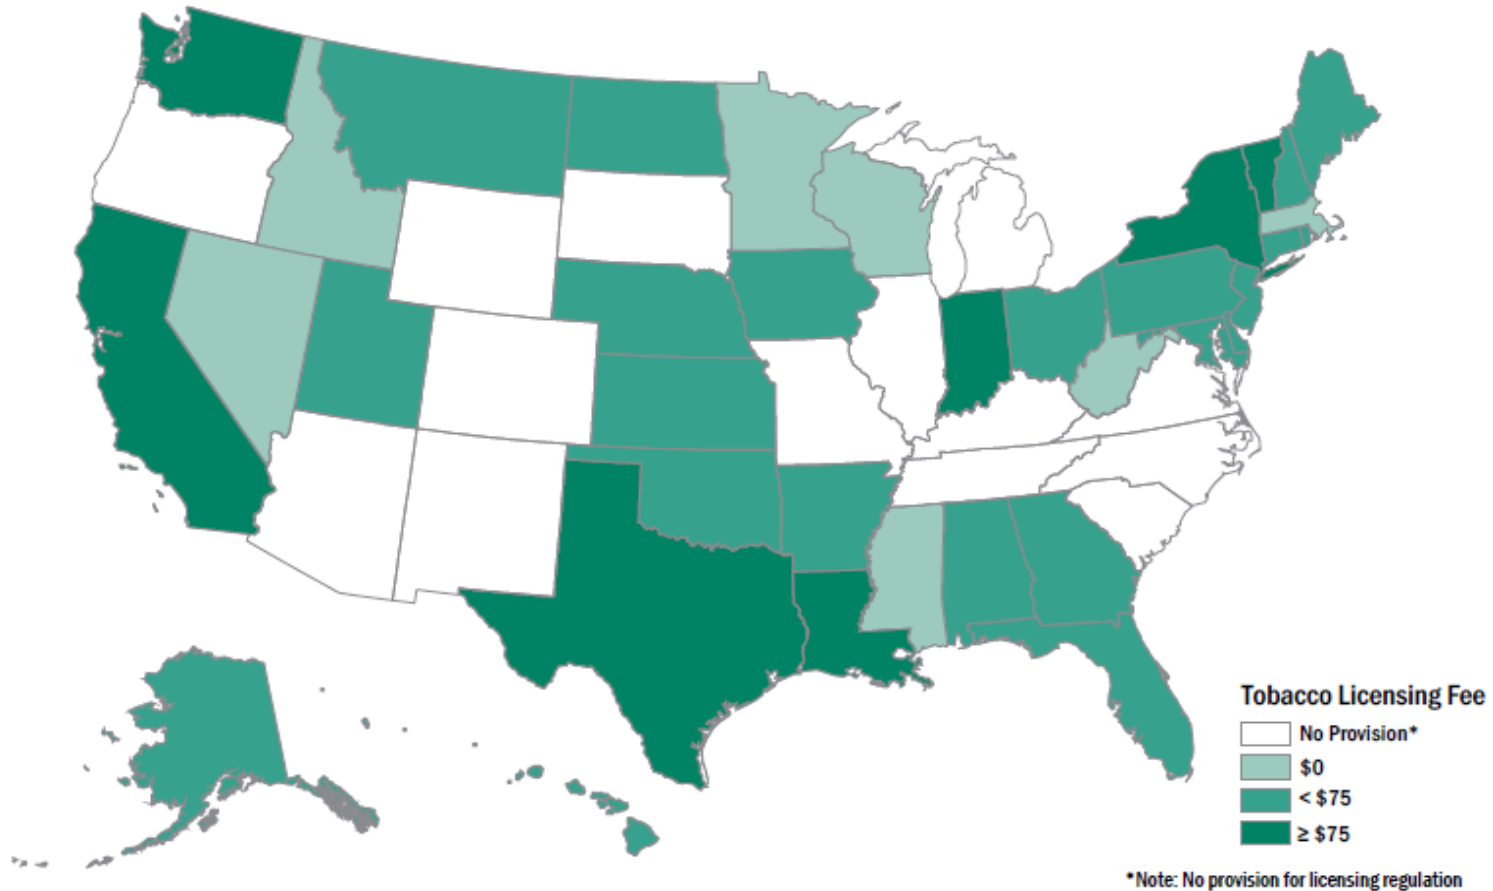 Tobacco Licensing Fee
No Provision*
$0
< $75
≥ $75
*Note: No provision for licensing regulation